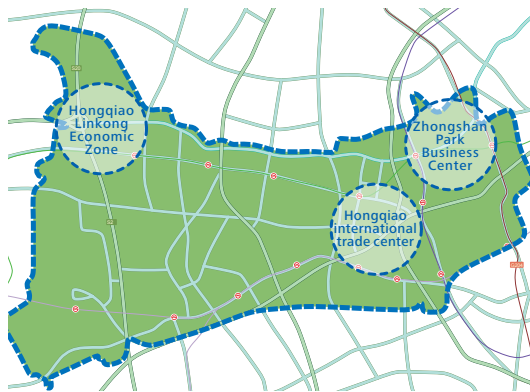 Hongqiao
Linkong
Economic
Zone
Zhongshan
Park
Business
Center
Hongqiao
international
trade center